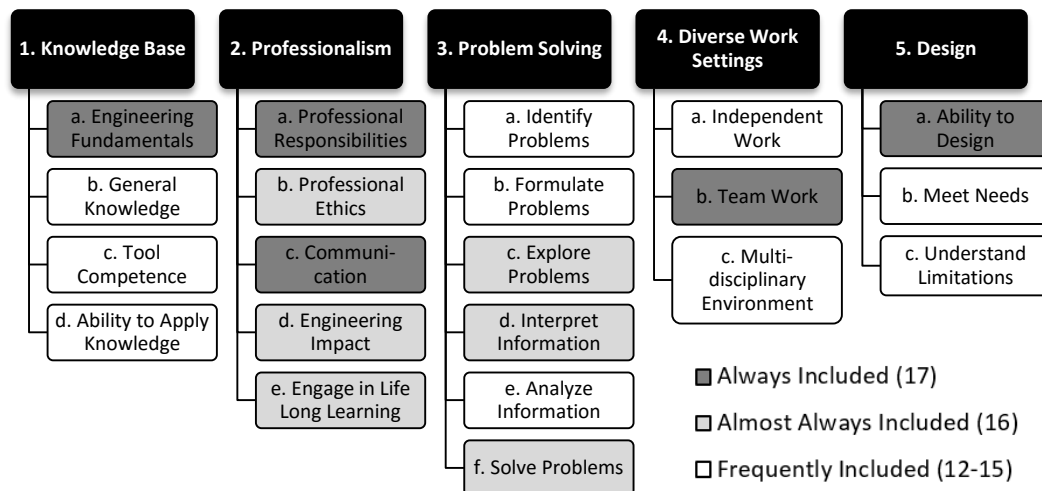 1. Knowledge Base
a. Engineering
Fundamentals
b. General
Knowledge
c. Tool
Competence
d. Ability to Apply
Knowledge
2. Professionalism
a. Professional
Responsibilities
b. Professional
Ethics
c. Communi-
cation
d. Engineering
Impact
e. Engage in Life
Long Learning
3. Problem Solving
a. Identify
Problems
b. Formulate
Problems
c. Explore
Problems
d. Interpret
Information
e. Analyze
Information
f. Solve Problems
4. Diverse Work
Settings
a. Independent
Work
b. Team Work
c. Multi-
disciplinary
Environment
5. Design
a. Ability to
Design
b. Meet Needs
c. Understand
Limitations
Always Included (17)
Almost Always Included (16)
Frequently Included (12-15)